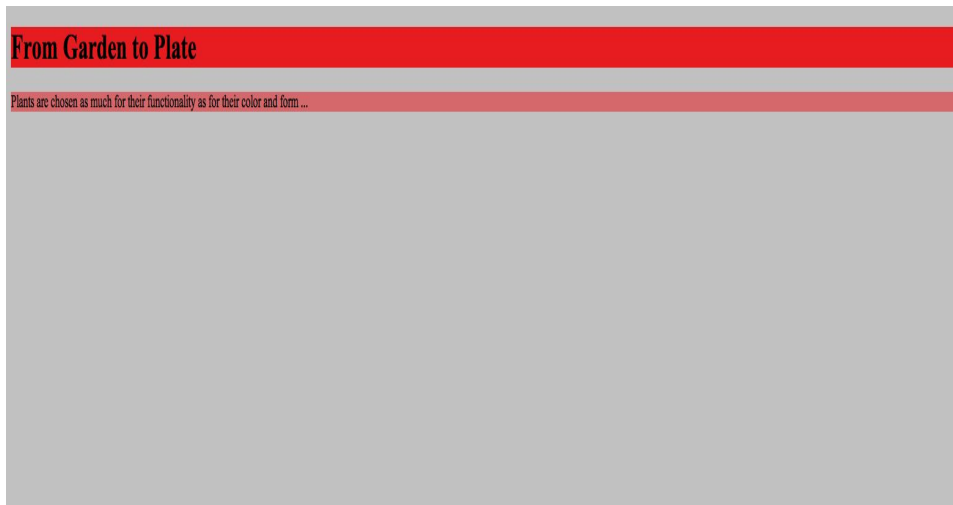 From Garden to Plate
Plants are chosen as much for their functionality as for their color and form ...